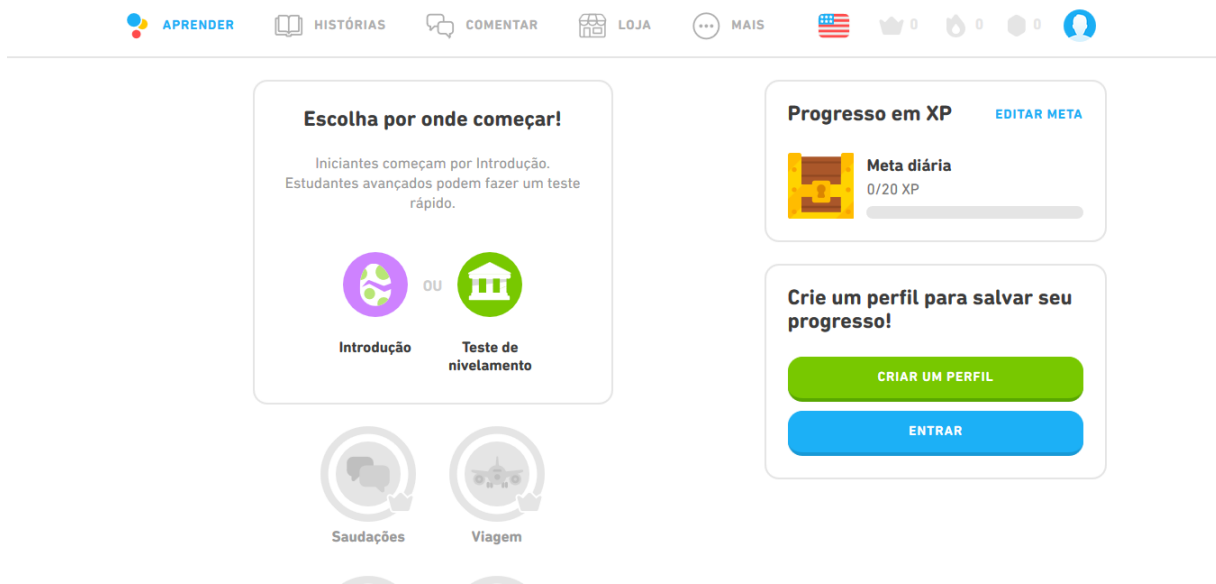 APRENDER
HISTÓRIAS
COMENTAR
LOJA
MAIS
0
0
0
Escolha por onde começar!
Iniciantes começam por Introdução.
Estudantes avançados podem fazer um teste
rápido.
Introdução
OU
Teste de
nivelamento
Saudações
Viagem
Progresso em XP
EDITAR META
Meta diária
0/20 XP
Crie um perfil para salvar seu
progresso!
CRIAR UM PERFIL
ENTRAR